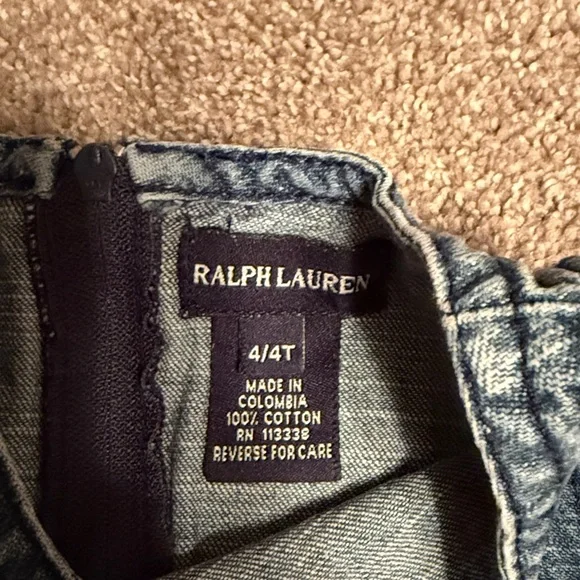 RALPH LAUREN
4/4T
MADE IN
COLOMBIA
100% COTTON
RN 113338
REVERSE FOR CARE